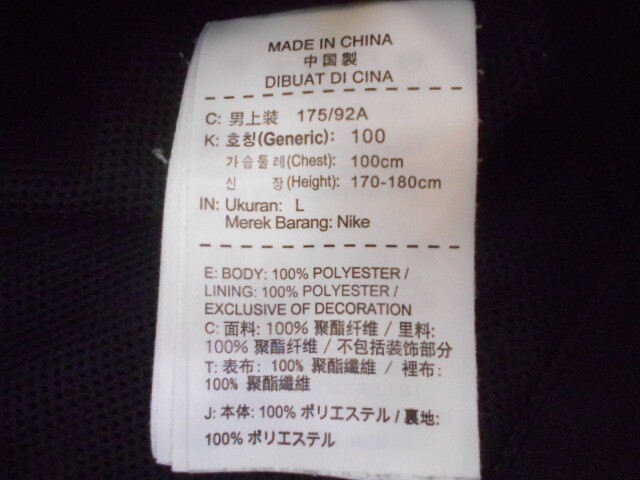 MADE IN CHINA
中国製
DIBUAT DI CINA
C: 男上装 175/92A
K: 호칭(Generic): 100
가슴둘레(Chest): 100cm
신 장(Height): 170-180cm
IN: Ukuran: L
Merek Barang: Nike
E: BODY: 100% POLYESTER /
LINING: 100% POLYESTER /
EXCLUSIVE OF DECORATION
C: 面料: 100% 聚酯纤维 / 里料:
100% 聚酯纤维 / 不包括装饰部分
T: 表布: 100% 聚酯纖維 / 裡布:
100% 聚酯纖維
J: 本体: 100% ポリエステル / 裏地:
100% ポリエステル